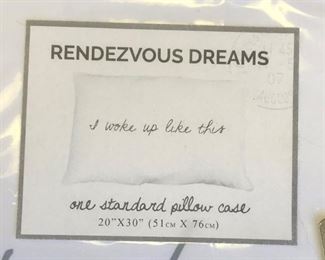 RENDEZVOUS DREAMS
I woke up like this
one standard pillow case
20"X30" (51CM X 76CM)